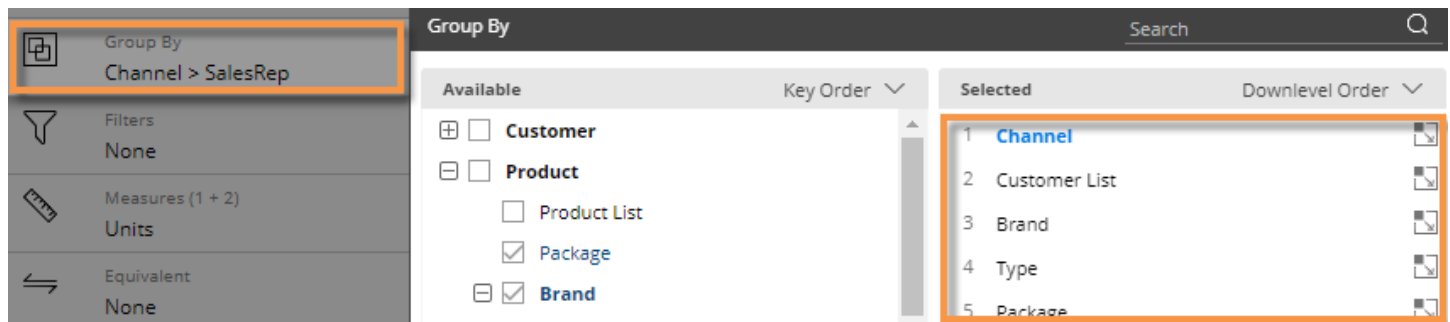 Group By
Channel > SalesRep
Filters
None
Measures (1 + 2)
Units
Equivalent
None
Group By
Search
Available
Key Order
Customer
Product
Product List
Package
Brand
Selected
Downlevel Order
1 Channel
2 Customer List
3 Brand
4 Type
5 Package